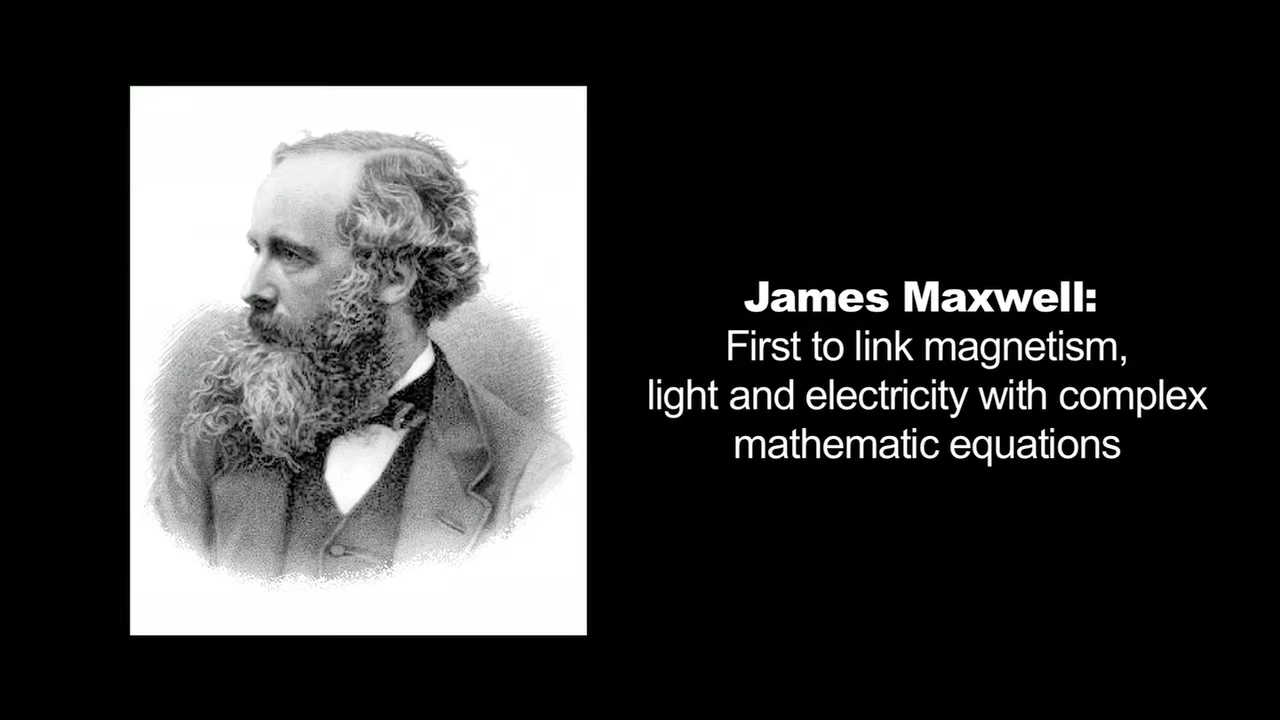 James Maxwell:
First to link magnetism,
light and electricity with complex
mathematic equations